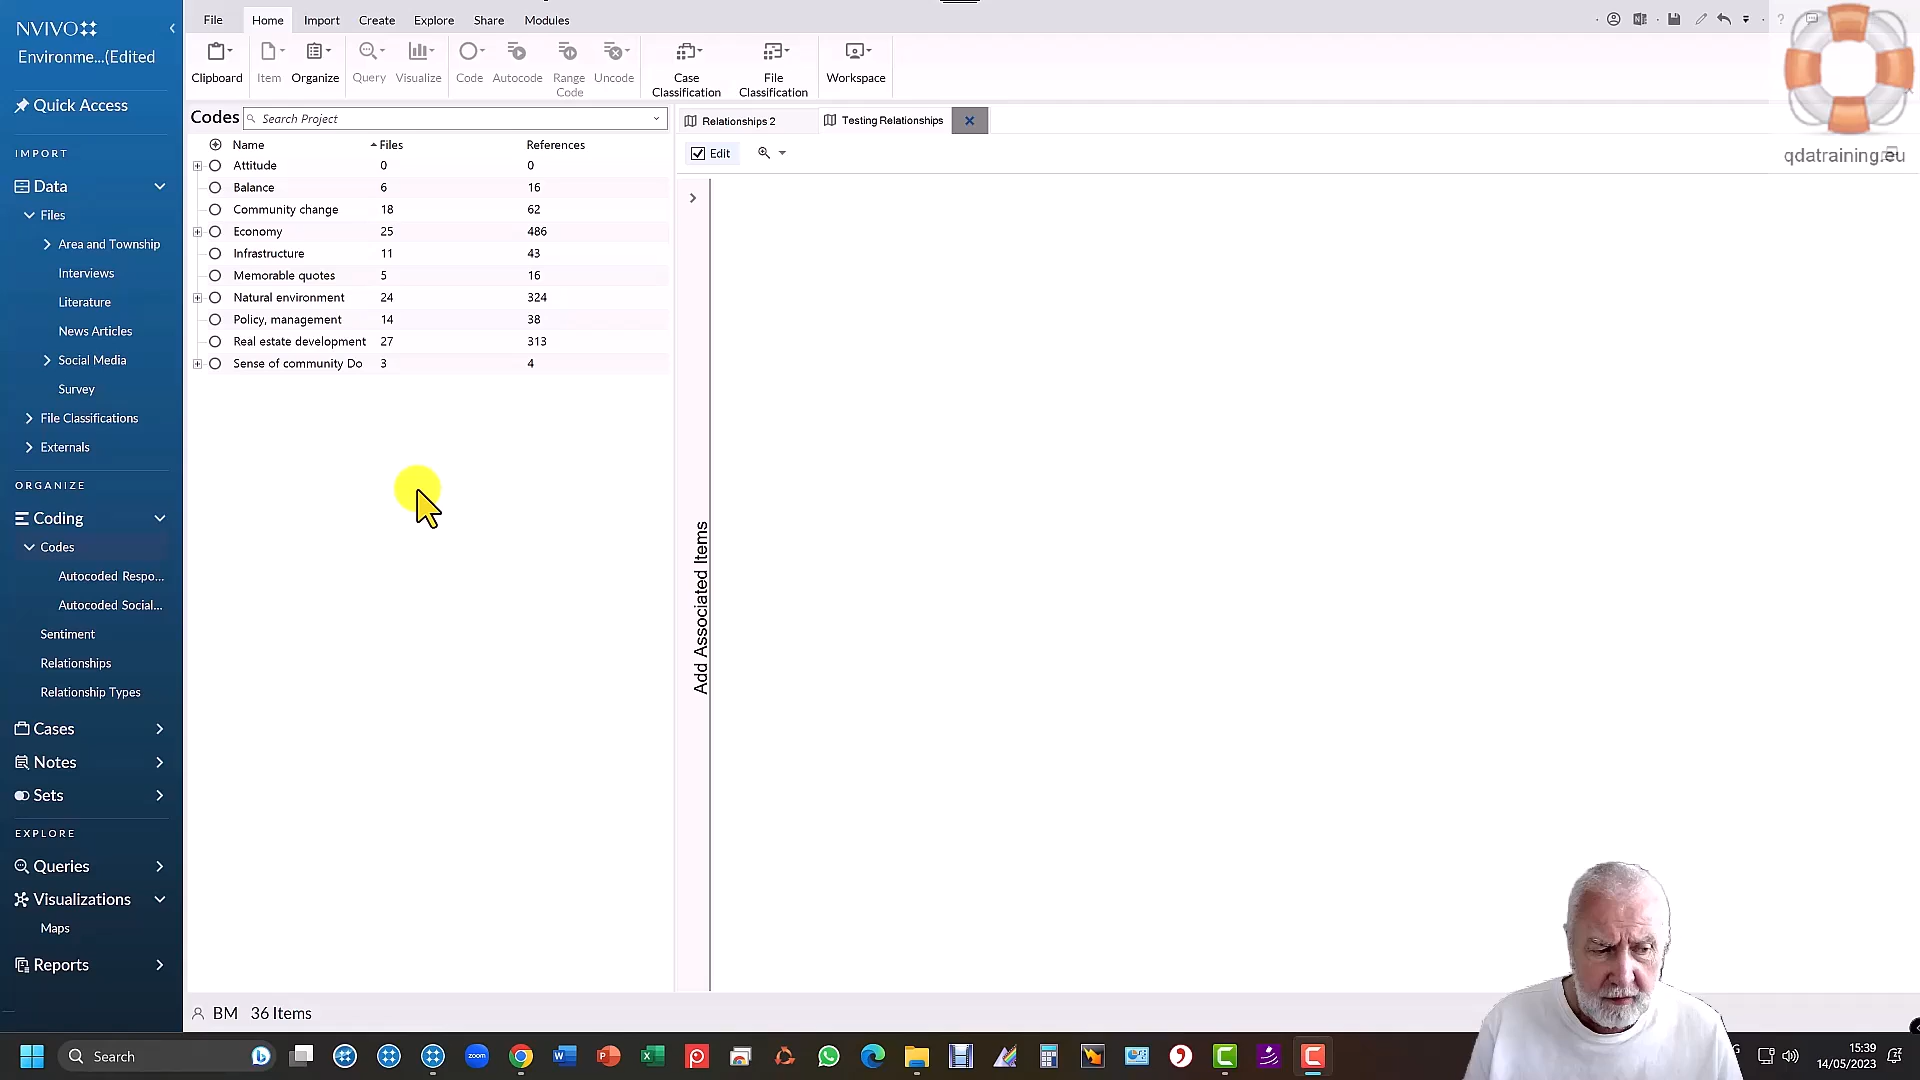 NVIVO
Environme...(Edited
Quick Access
IMPORT
Data
Files
Area and Township
Interviews
Literature
News Articles
Social Media
Survey
File Classifications
Externals
ORGANIZE
Coding
Codes
Autocoded Respo...
Autocoded Social...
Sentiment
Relationships
Relationship Types
Cases
Notes
Sets
EXPLORE
Queries
Visualizations
Maps
Reports
File Home Import Create Explore Share Modules
Clipboard Item Organize Query Visualize Code Autocode Range Code Uncode Case Classification File Classification Workspace
Codes Search Project
Name Files References
Attitude 0 0
Balance 6 16
Community change 18 62
Economy 25 486
Infrastructure 11 43
Memorable quotes 5 16
Natural environment 24 324
Policy, management 14 38
Real estate development 27 313
Sense of community Do 3 4
Relationships 2 Testing Relationships
Edit
Add Associated Items
qdatraining.eu
BM 36 Items
Search
zoom
15:39
14/05/2023